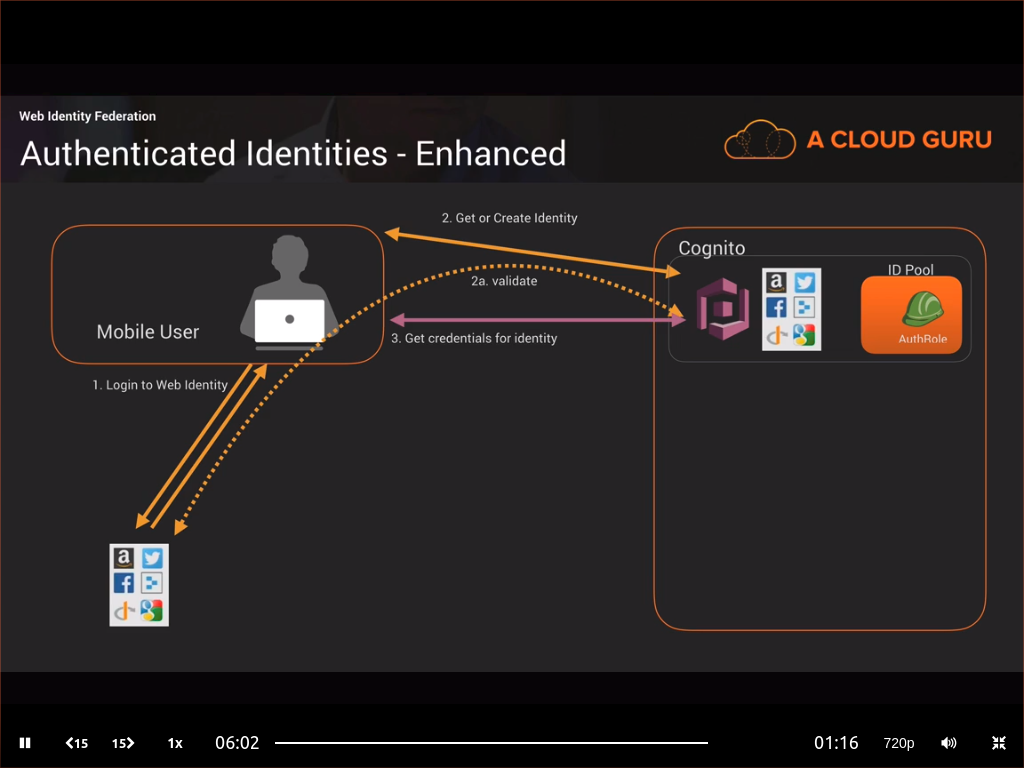 Web Identity Federation
Authenticated Identities - Enhanced
A CLOUD GURU
2. Get or Create Identity
Cognito
ID Pool
2a. validate
AuthRole
Mobile User
3. Get credentials for identity
1. Login to Web Identity
15
15
1x
06:02
01:16
720p